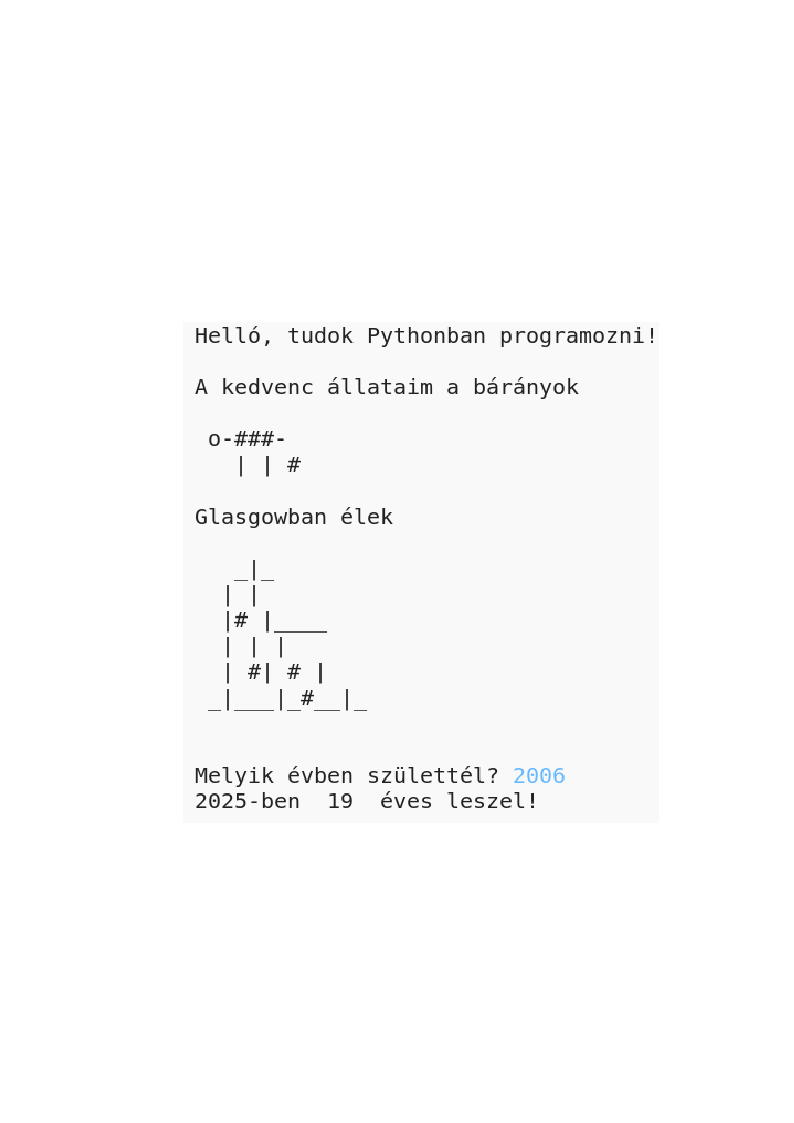 Helló, tudok Pythonban programozni!
A kedvenc állataim a bárányok
 o-###-
   | | #
Glasgowban élek
   _|_
  | |
  |# |____
  | | |
  | #| # |
 _|___|_#__|_
Melyik évben születtél? 2006
2025-ben  19  éves leszel!